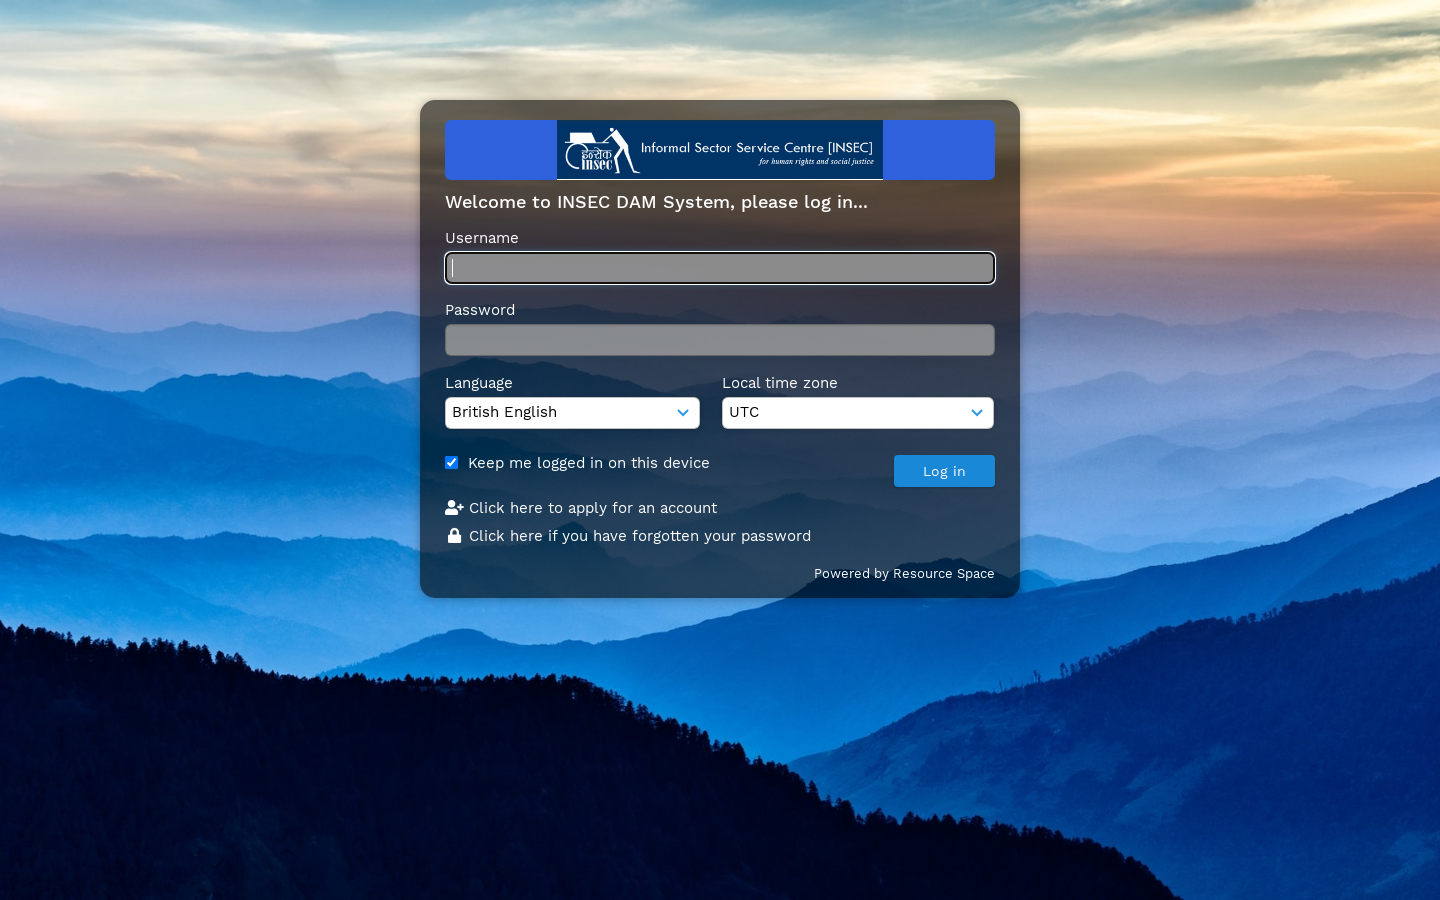 इन्सेक
insec
Informal Sector Service Centre [INSEC]
for human rights and social justice
Welcome to INSEC DAM System, please log in...
Username
Password
Language
Local time zone
British English
UTC
Keep me logged in on this device
Log in
Click here to apply for an account
Click here if you have forgotten your password
Powered by Resource Space